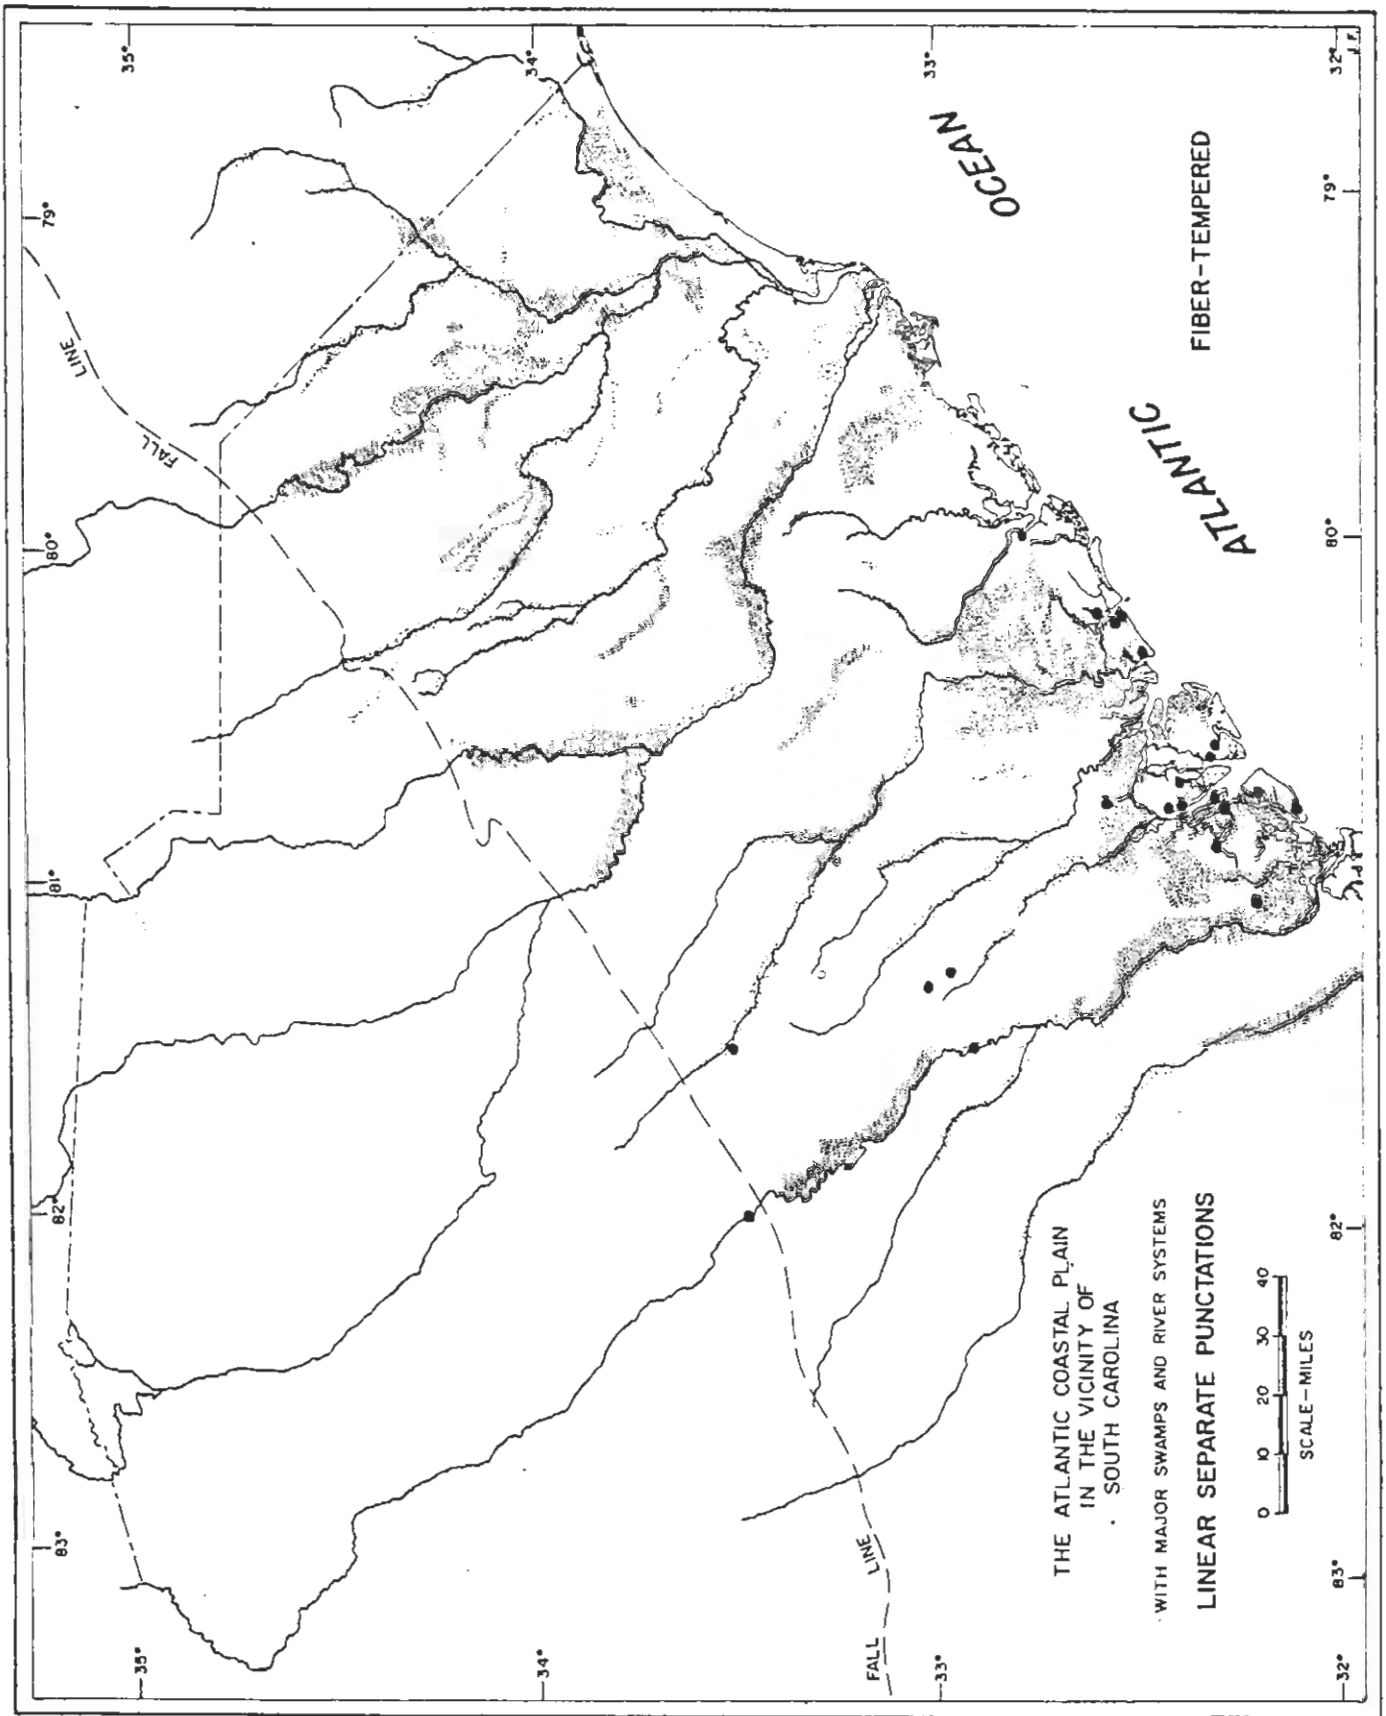 83° 82° 81° 80° 79°
35° 35°
FALL LINE
34° 34°
FALL LINE
33° 33°
ATLANTIC OCEAN
THE ATLANTIC COASTAL PLAIN
IN THE VICINITY OF
SOUTH CAROLINA
WITH MAJOR SWAMPS AND RIVER SYSTEMS
LINEAR SEPARATE PUNCTATIONS
FIBER-TEMPERED
0 10 20 30 40
SCALE-MILES
32° 83° 82° 80° 79° 32°
J.F.